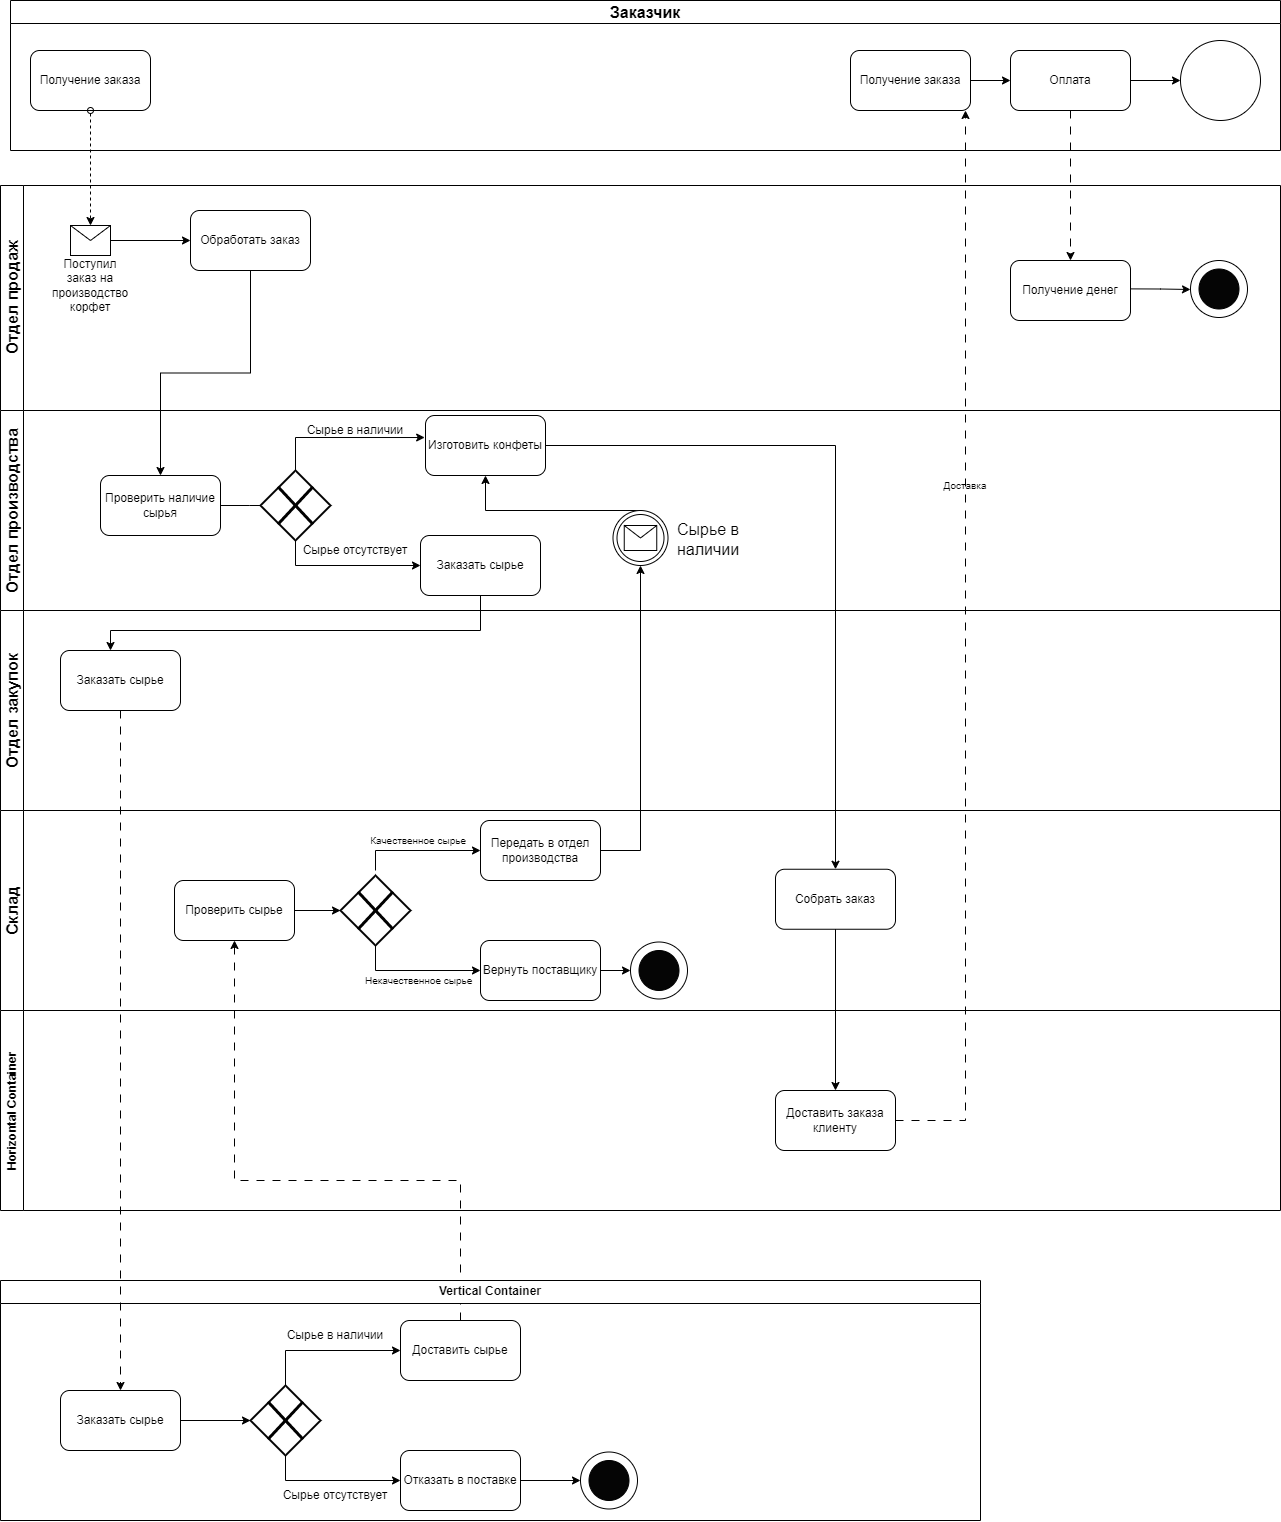 Заказчик
Получение заказа
Получение заказа
Оплата
Отдел продаж
Поступил
заказ на
производство
корфет
Обработать заказ
Получение денег
Отдел производства
Проверить наличие
сырья
Сырье в наличии
Изготовить конфеты
Сырье отсутствует
Заказать сырье
Сырье в
наличии
Доставка
Отдел закупок
Заказать сырье
Склад
Проверить сырье
Качественное сырье
Передать в отдел
производства
Некачественное сырье
Вернуть поставщику
Собрать заказ
Horizontal Container
Доставить заказа
клиенту
Vertical Container
Заказать сырье
Сырье в наличии
Доставить сырье
Сырье отсутствует
Отказать в поставке